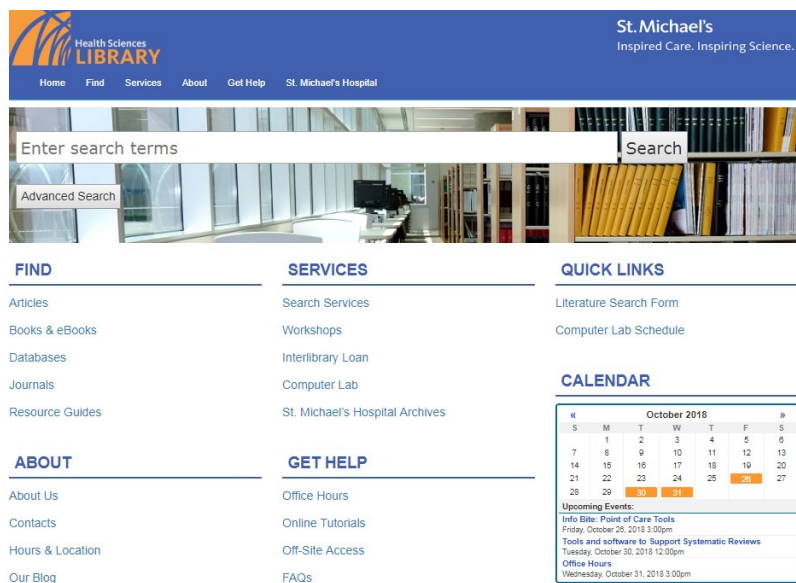 Health Sciences
LIBRARY
St. Michael's
Inspired Care. Inspiring Science.
Home Find Services About Get Help St. Michael's Hospital
Enter search terms
Search
Advanced Search
FIND
Articles
Books & eBooks
Databases
Journals
Resource Guides
SERVICES
Search Services
Workshops
Interlibrary Loan
Computer Lab
St. Michael's Hospital Archives
QUICK LINKS
Literature Search Form
Computer Lab Schedule
ABOUT
About Us
Contacts
Hours & Location
Our Blog
GET HELP
Office Hours
Online Tutorials
Off-Site Access
FAQs
CALENDAR
« October 2018 »
S M T W T F S
1 2 3 4 5 6
7 8 9 10 11 12 13
14 15 16 17 18 19 20
21 22 23 24 25 26 27
28 29 30 31
Upcoming Events:
Info Bite: Point of Care Tools
Friday, October 26, 2018 3:00pm
Tools and software to Support Systematic Reviews
Tuesday, October 30, 2018 12:00pm
Office Hours
Wednesday, October 31, 2018 3:00pm